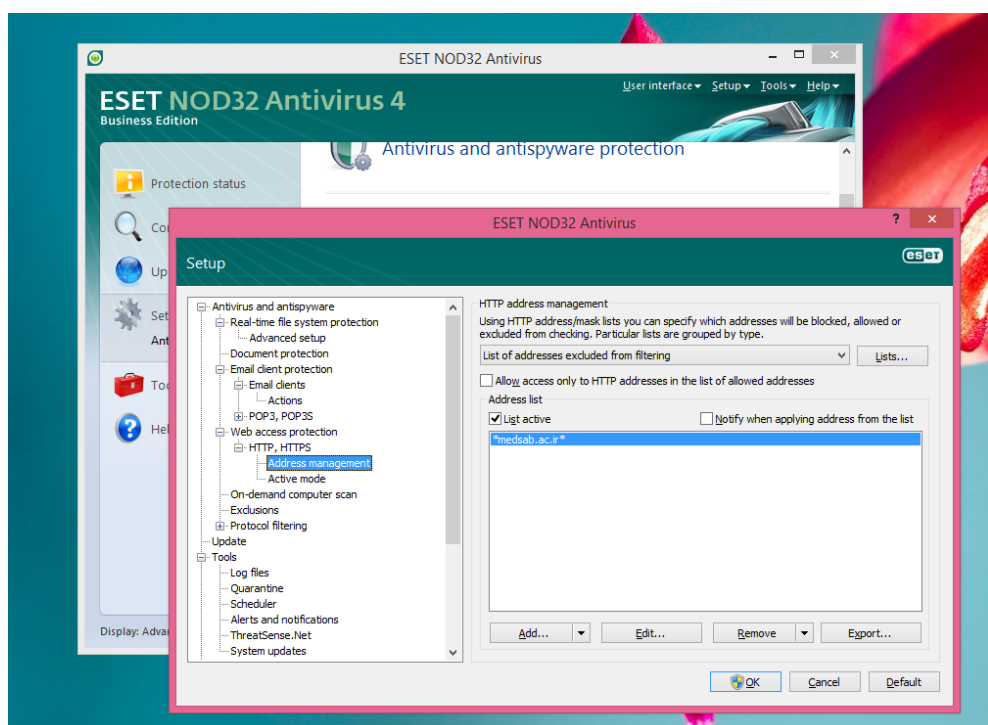 ESET NOD32 Antivirus
ESET NOD32 Antivirus 4
Business Edition
User interface Setup Tools Help
Antivirus and antispyware protection
Protection status
Co
Up
Set
Ant
Too
Hel
Display: Adva
ESET NOD32 Antivirus
?
Setup
eset
Antivirus and antispyware
Real-time file system protection
Advanced setup
Document protection
Email client protection
Email clients
Actions
POP3, POP3S
Web access protection
HTTP, HTTPS
Address management
Active mode
On-demand computer scan
Exclusions
Protocol filtering
Update
Tools
Log files
Quarantine
Scheduler
Alerts and notifications
ThreatSense.Net
System updates
HTTP address management
Using HTTP address/mask lists you can specify which addresses will be blocked, allowed or
excluded from checking. Particular lists are grouped by type.
List of addresses excluded from filtering
Lists...
Allow access only to HTTP addresses in the list of allowed addresses
Address list
List active
Notify when applying address from the list
*medsab.ac.ir*
Add... Edit... Remove Export...
OK Cancel Default